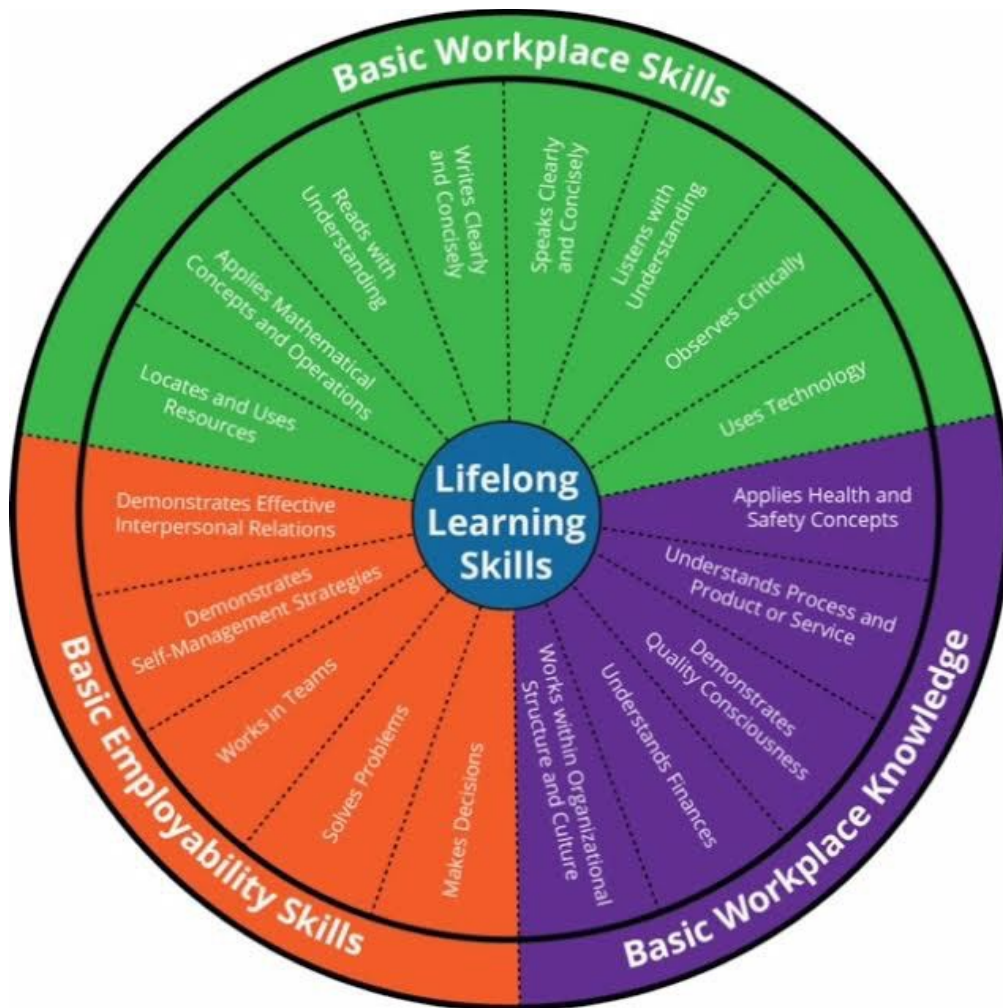 Basic Workplace Skills
Locates and Uses
Resources
Applies Mathematical
Concepts and Operations
Reads with
Understanding
Writes Clearly
and Concisely
Speaks Clearly
and Concisely
Listens with
Understanding
Observes Critically
Uses Technology
Basic Workplace Knowledge
Applies Health and
Safety Concepts
Understands Process and
Product or Service
Demonstrates
Quality Consciousness
Understands Finances
Works within Organizational
Structure and Culture
Basic Employability Skills
Makes Decisions
Solves Problems
Works in Teams
Demonstrates
Self-Management Strategies
Demonstrates Effective
Interpersonal Relations
Lifelong
Learning
Skills